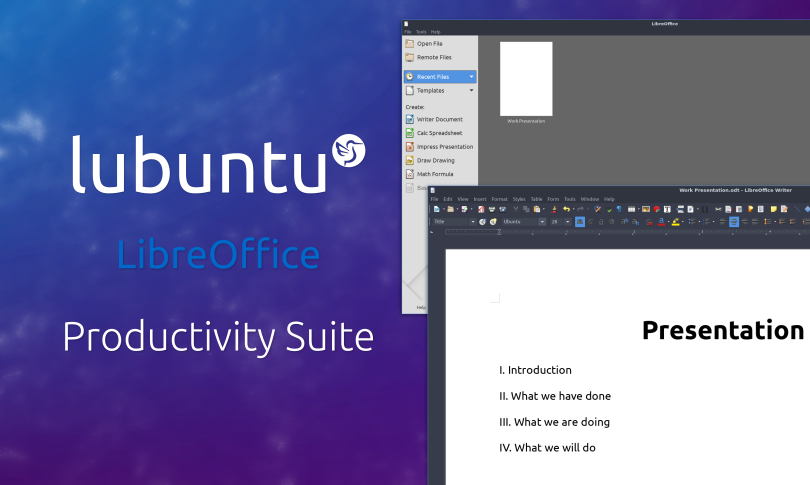 lubuntu
LibreOffice
Productivity Suite
LibreOffice
File Tools Help
Open File
Remote Files
Recent Files
Templates
Create:
Writer Document
Calc Spreadsheet
Impress Presentation
Draw Drawing
Math Formula
Work Presentation
Help
Work Presentation.odt - LibreOffice Writer
File Edit View Insert Format Styles Table Form Tools Window Help
Title Ubuntu 28
Presentation
I. Introduction
II. What we have done
III. What we are doing
IV. What we will do